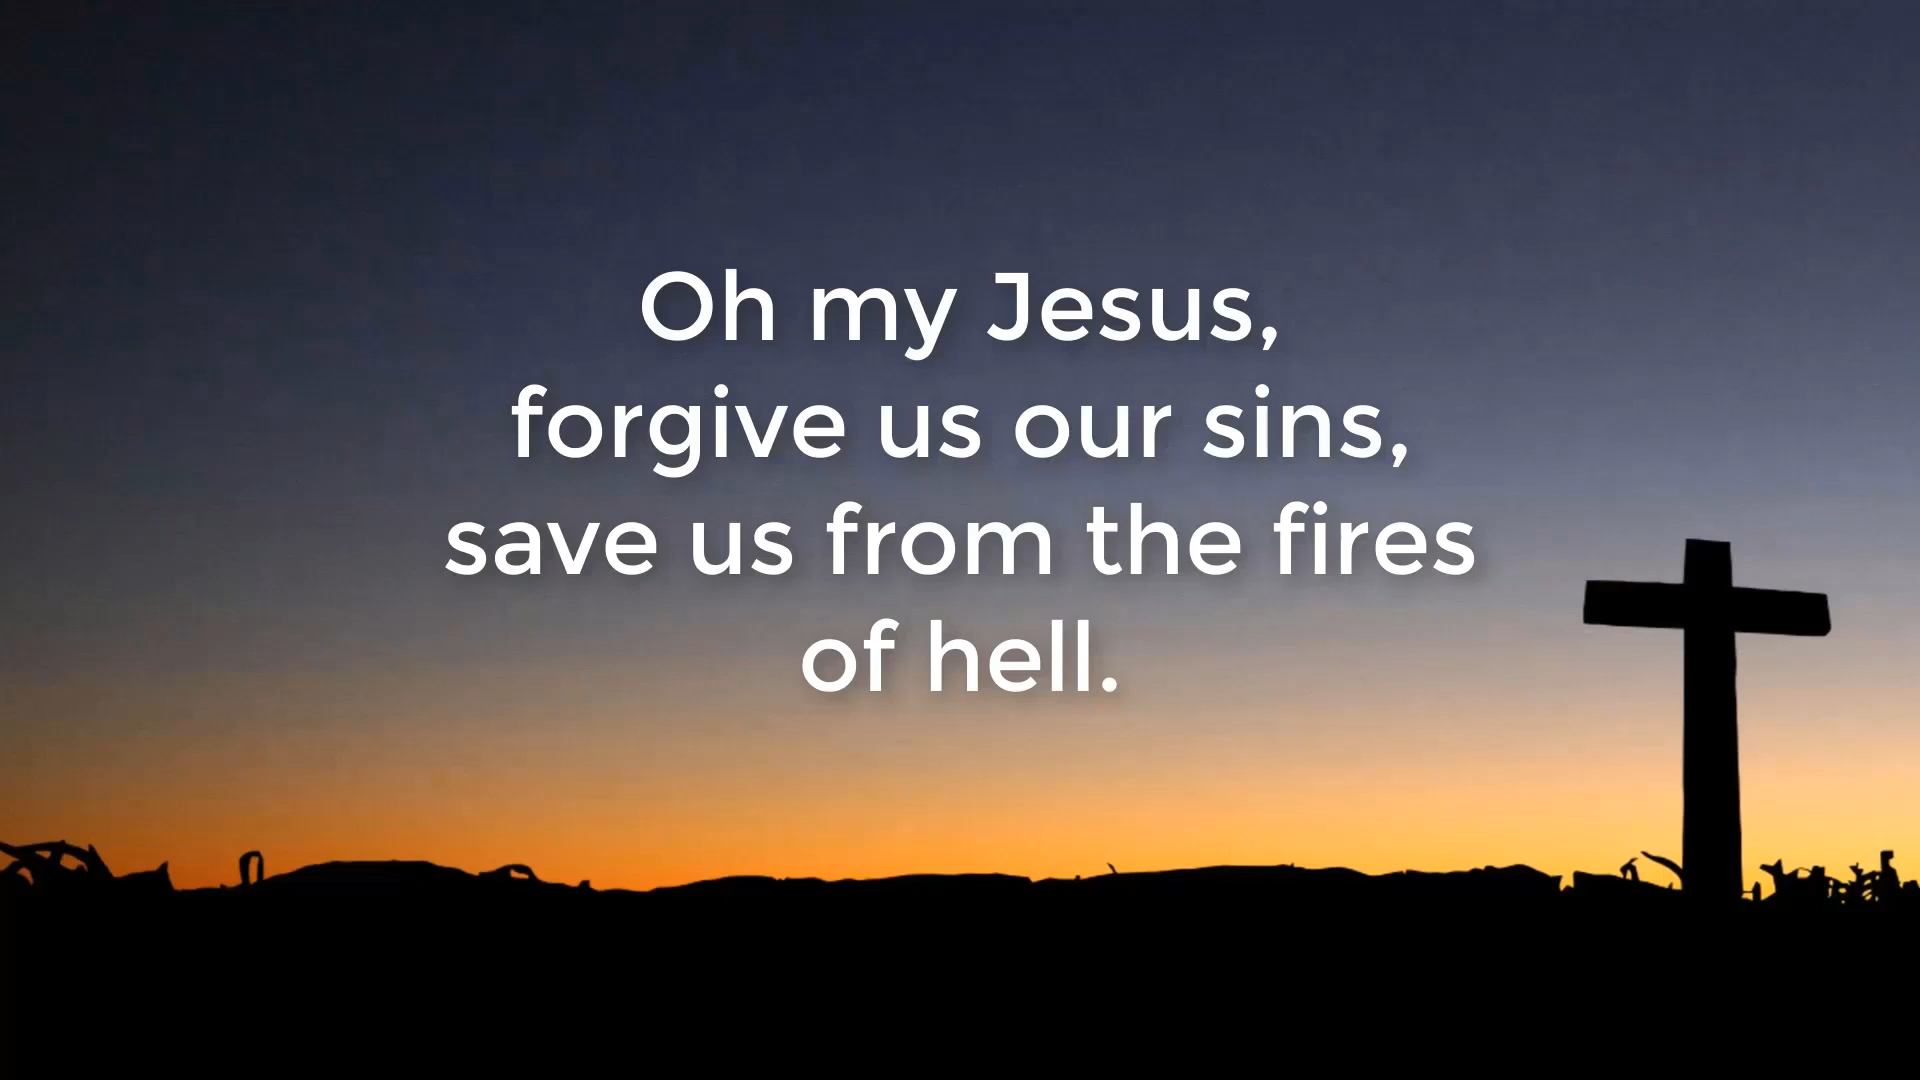 Oh my Jesus,
forgive us our sins,
save us from the fires
of hell.